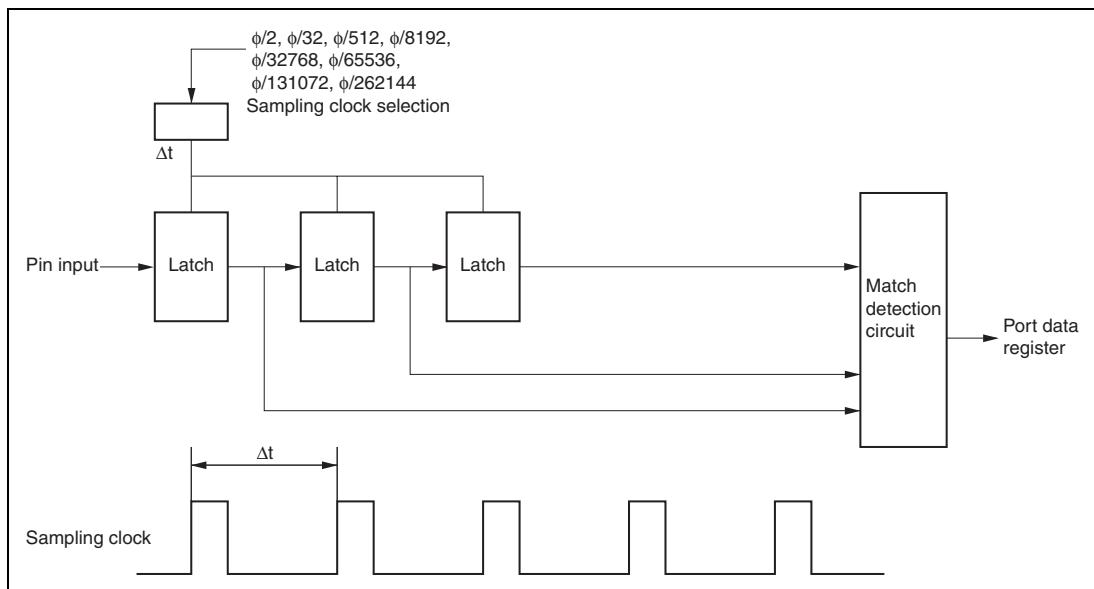 ϕ/2, ϕ/32, ϕ/512, ϕ/8192,
ϕ/32768, ϕ/65536,
ϕ/131072, ϕ/262144
Sampling clock selection
Δt
Pin input
Latch
Latch
Latch
Match
detection
circuit
Port data
register
Δt
Sampling clock